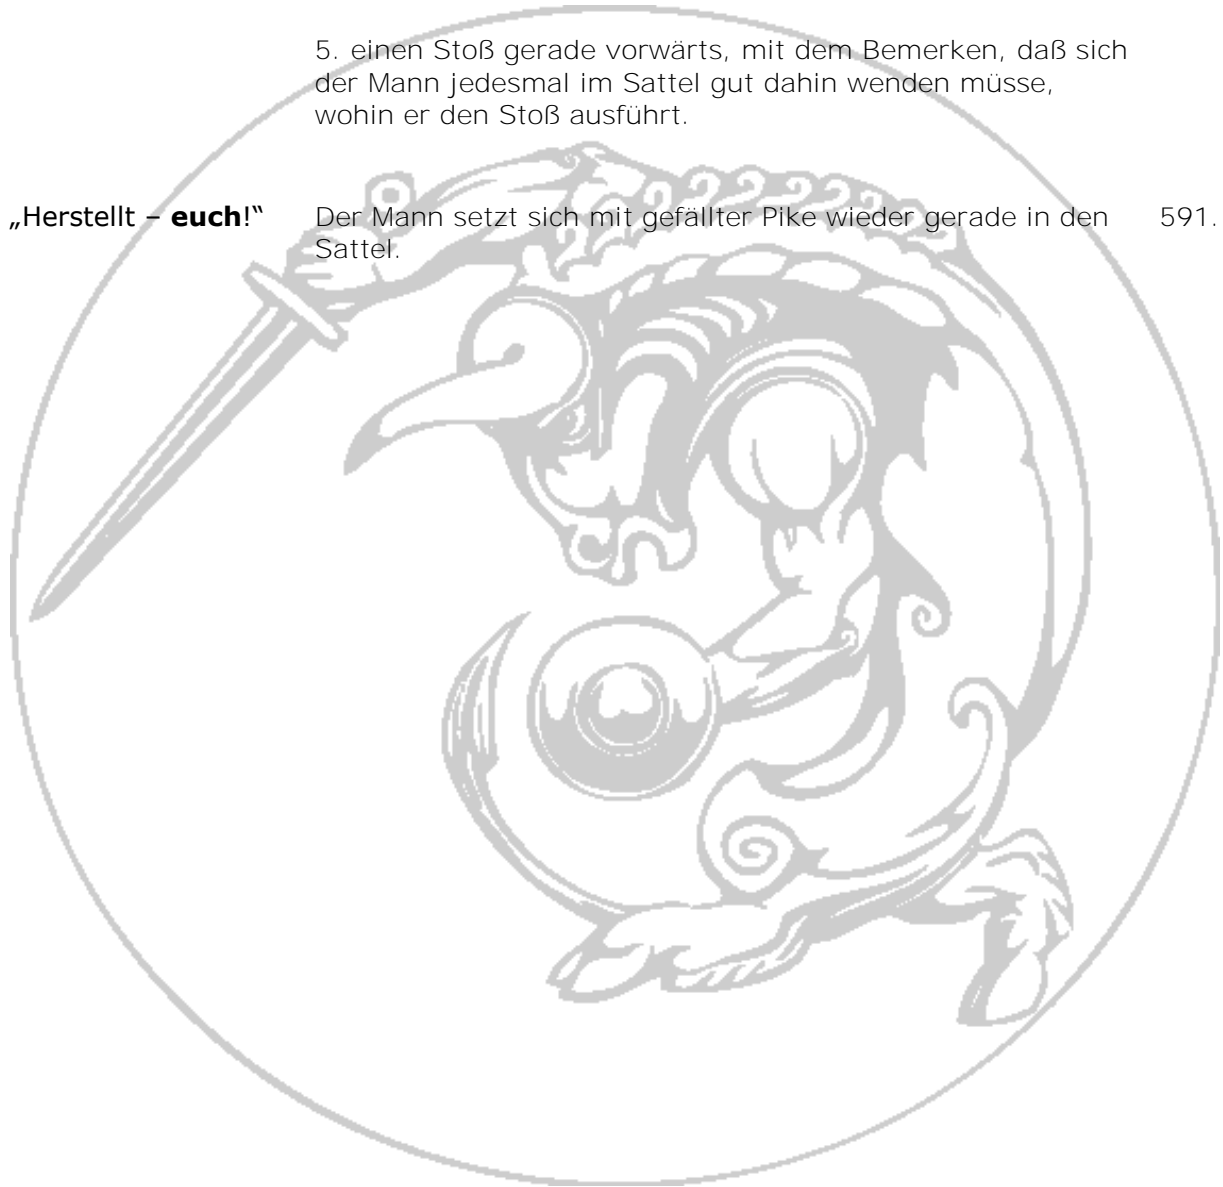 5. einen Stoß gerade vorwärts, mit dem Bemerken, daß sich
der Mann jedesmal im Sattel gut dahin wenden müsse,
wohin er den Stoß ausführt.
„Herstellt – euch!“ Der Mann setzt sich mit gefällter Pike wieder gerade in den 591.
Sattel.